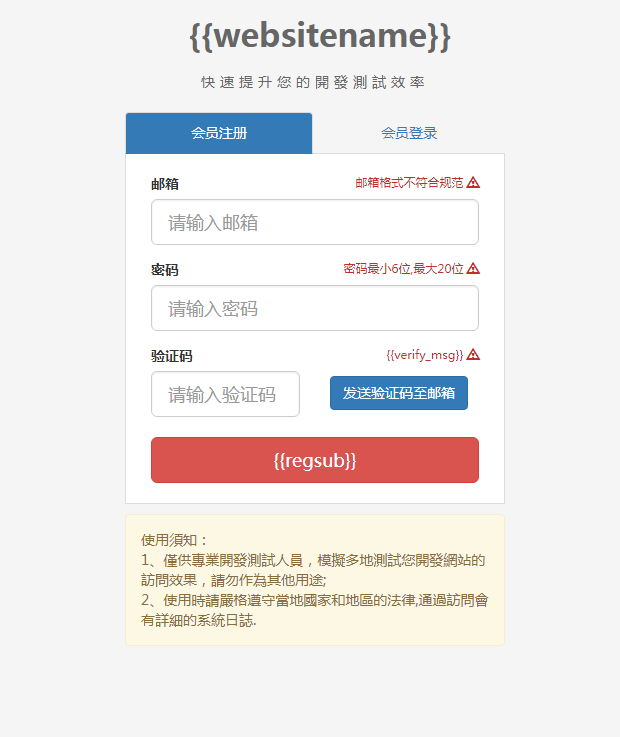 {{websitename}}
快速提升您的開發測試效率
会员注册 会员登录
邮箱 邮箱格式不符合规范
请输入邮箱
密码 密码最小6位,最大20位
请输入密码
验证码 {{verify_msg}}
请输入验证码 发送验证码至邮箱
{{regsub}}
使用須知：
1、僅供專業開發測試人員，模擬多地測試您開發網站的
訪問效果，請勿作為其他用途;
2、使用時請嚴格遵守當地國家和地區的法律,通過訪問會
有詳細的系統日誌.